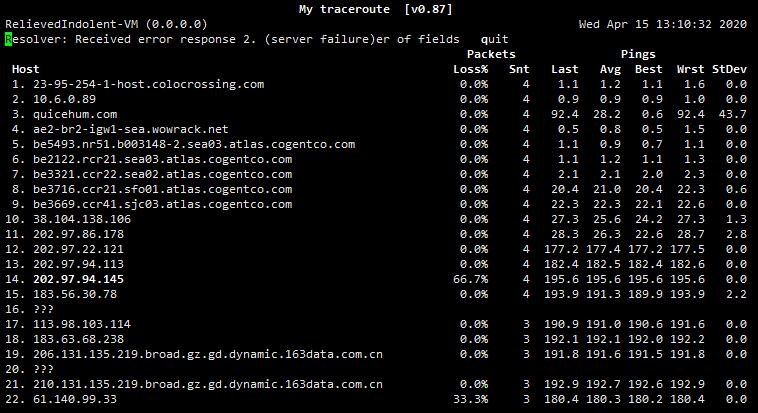 My traceroute [v0.87]
RelievedIndolent-VM (0.0.0.0) Wed Apr 15 13:10:32 2020
Resolver: Received error response 2. (server failure)er of fields quit
Packets Pings
Host Loss% Snt Last Avg Best Wrst StDev
1. 23-95-254-1-host.colocrossing.com 0.0% 4 1.1 1.2 1.1 1.6 0.0
2. 10.6.0.89 0.0% 4 0.9 0.9 0.9 1.0 0.0
3. quicehum.com 0.0% 4 92.4 28.2 0.6 92.4 43.7
4. ae2-br2-igw1-sea.wowrack.net 0.0% 4 0.5 0.8 0.5 1.5 0.0
5. be5493.nr51.b003148-2.sea03.atlas.cogentco.com 0.0% 4 1.1 0.9 0.7 1.1 0.0
6. be2122.rcr21.sea03.atlas.cogentco.com 0.0% 4 1.1 1.2 1.1 1.3 0.0
7. be3321.ccr22.sea02.atlas.cogentco.com 0.0% 4 2.1 2.1 2.0 2.3 0.0
8. be3716.ccr21.sfo01.atlas.cogentco.com 0.0% 4 20.4 21.0 20.4 22.3 0.6
9. be3669.ccr41.sjc03.atlas.cogentco.com 0.0% 4 22.3 22.3 22.1 22.6 0.0
10. 38.104.138.106 0.0% 4 27.3 25.6 24.2 27.3 1.3
11. 202.97.86.178 0.0% 4 28.3 26.3 22.6 28.7 2.8
12. 202.97.22.121 0.0% 4 177.2 177.4 177.2 177.5 0.0
13. 202.97.94.113 0.0% 4 182.4 182.5 182.4 182.6 0.0
14. 202.97.94.145 66.7% 4 195.6 195.6 195.6 195.6 0.0
15. 183.56.30.78 0.0% 4 193.9 191.3 189.9 193.9 2.2
16. ???
17. 113.98.103.114 0.0% 3 190.9 191.0 190.6 191.6 0.0
18. 183.63.68.238 0.0% 3 192.1 192.1 192.0 192.2 0.0
19. 206.131.135.219.broad.gz.gd.dynamic.163data.com.cn 0.0% 3 191.8 191.6 191.5 191.8 0.0
20. ???
21. 210.131.135.219.broad.gz.gd.dynamic.163data.com.cn 0.0% 3 192.9 192.7 192.6 192.9 0.0
22. 61.140.99.33 33.3% 3 180.4 180.3 180.2 180.4 0.0